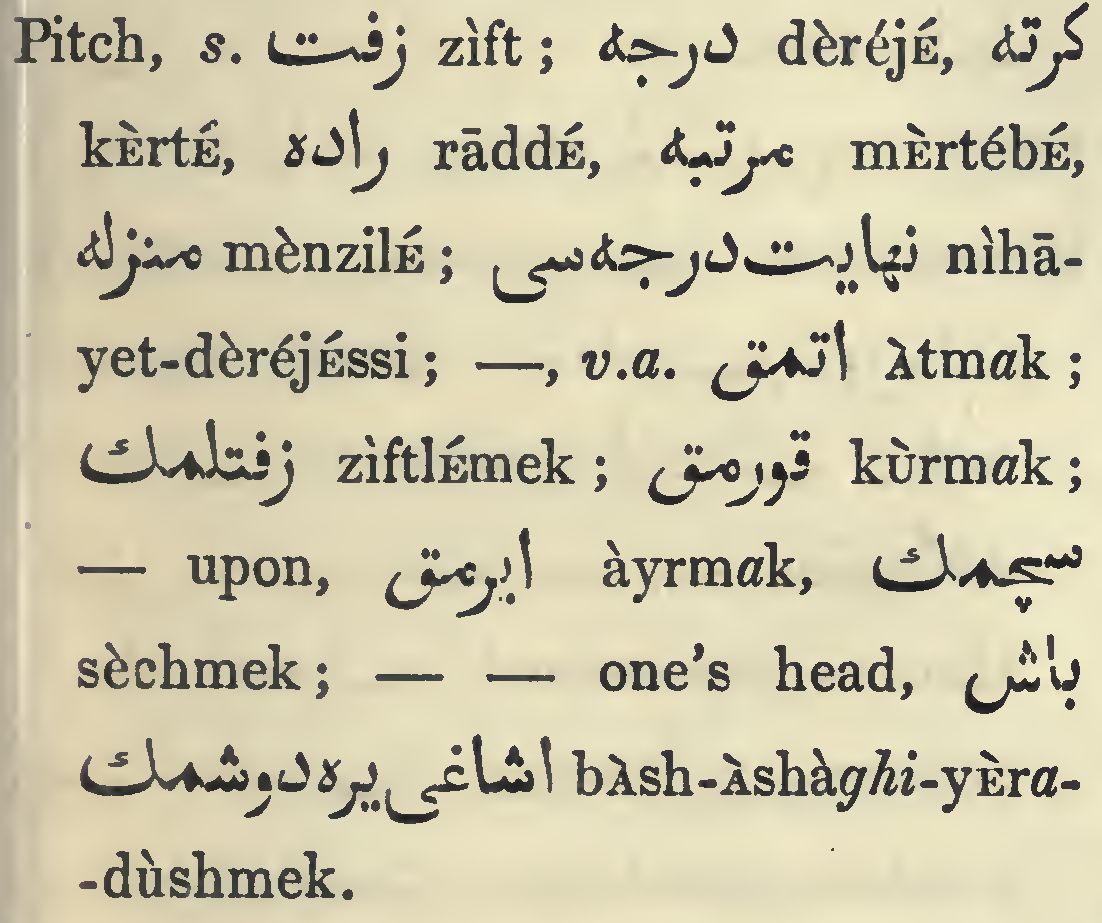 Pitch, s. زفت zìft ; درجه dèréjÉ, كرته
kÈrtÉ, راده rāddÉ, مرتبه mÈrtébÉ,
منزله mènzilÉ ; نهايت درجه سى nìhā-
yet-dèréjÉssi ; —, v.a. اتمق Àtmak ;
زفتلمك zìftlÉmek ; قورمق kÙrmak ;
— upon, ايرمق àyrmak, سچمك
sèchmek ; — — one's head, باش
اشاغى يره دوشمك bÀsh-Àshàghi-yÈra-
-dùshmek.